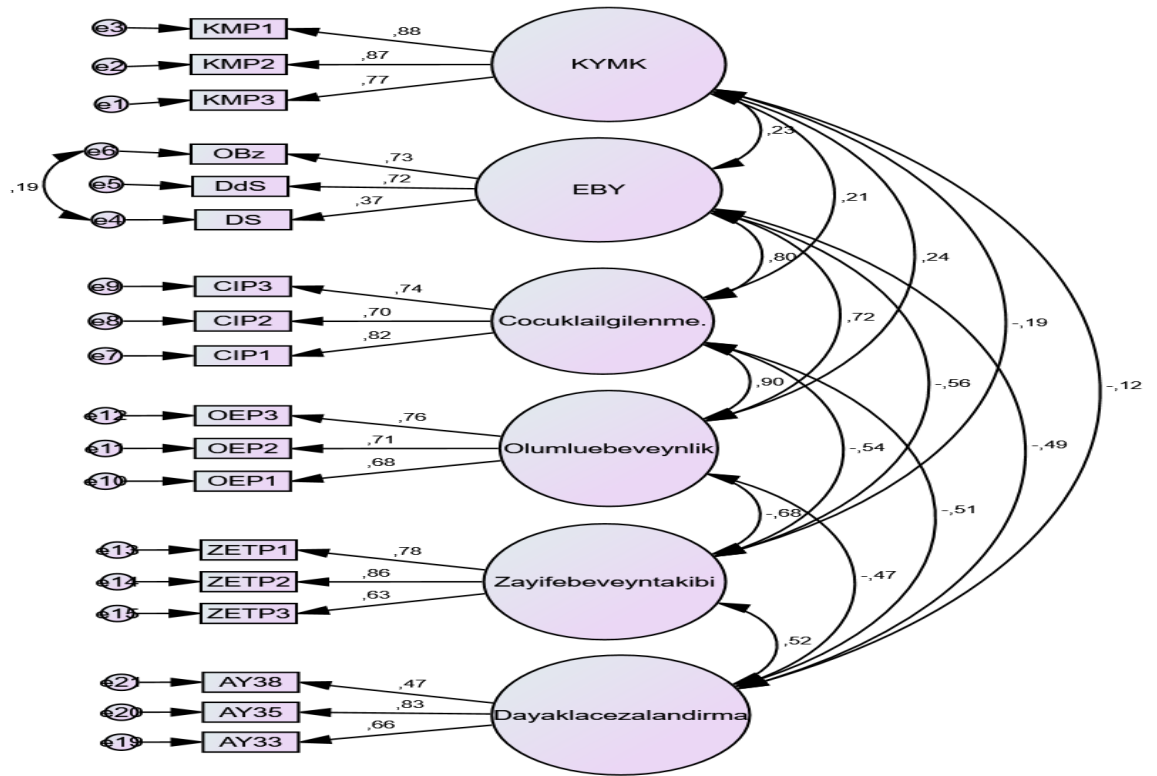 e3 KMP1 ,88
e2 KMP2 ,87
e1 KMP3 ,77
KYMK
e6 OBz ,73
e5 DdS ,72
e4 DS ,37
,19
EBY
e9 CIP3 ,74
e8 CIP2 ,70
e7 CIP1 ,82
Cocuklailgilenme.
e12 OEP3 ,76
e11 OEP2 ,71
e10 OEP1 ,68
Olumluebeveynlik
e13 ZETP1 ,78
e14 ZETP2 ,86
e15 ZETP3 ,63
Zayifebeveyntakibi
e21 AY38 ,47
e20 AY35 ,83
e19 AY33 ,66
Dayaklacezalandirma
,23
,21
,24
-,19
-,12
,80
,72
-,56
-,49
,90
-,54
-,51
-,68
-,47
,52